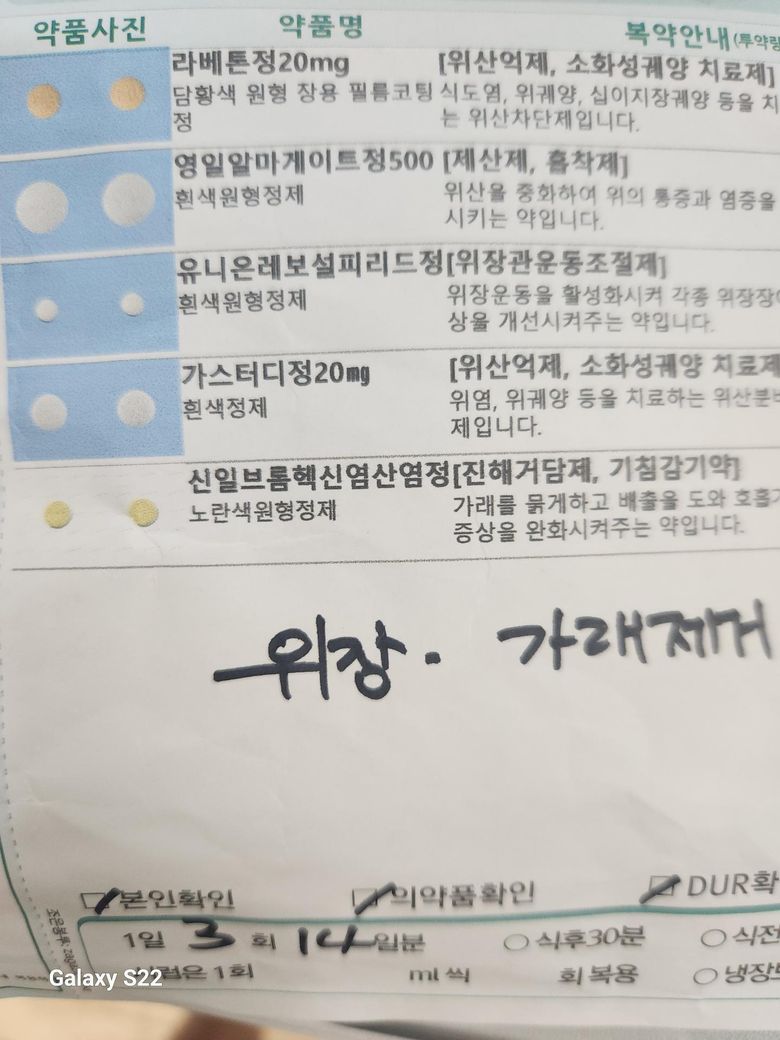 약품사진 약품명 복약안내(투약량
라베톤정20mg [위산억제, 소화성궤양 치료제]
담황색 원형 장용 필름코팅 식도염, 위궤양, 십이지장궤양 등을 치
정 는 위산차단제입니다.
영일알마게이트정500 [제산제, 흡착제]
흰색원형정제 위산을 중화하여 위의 통증과 염증을
시키는 약입니다.
유니온레보설피리드정[위장관운동조절제]
흰색원형정제 위장운동을 활성화시켜 각종 위장장
상을 개선시켜주는 약입니다.
가스터디정20mg [위산억제, 소화성궤양 치료제
흰색정제 위염, 위궤양 등을 치료하는 위산분비
제입니다.
신일브롬헥신염산염정[진해거담제, 기침감기약]
노란색원형정제 가래를 묽게하고 배출을 도와 호흡기
증상을 완화시켜주는 약입니다.
위장. 가래제거
본인확인 의약품확인 DUR확
1일 3 회 14일분 식후30분 식전
럽은 1회 ml 씩 회 복용 냉장보
Galaxy S22